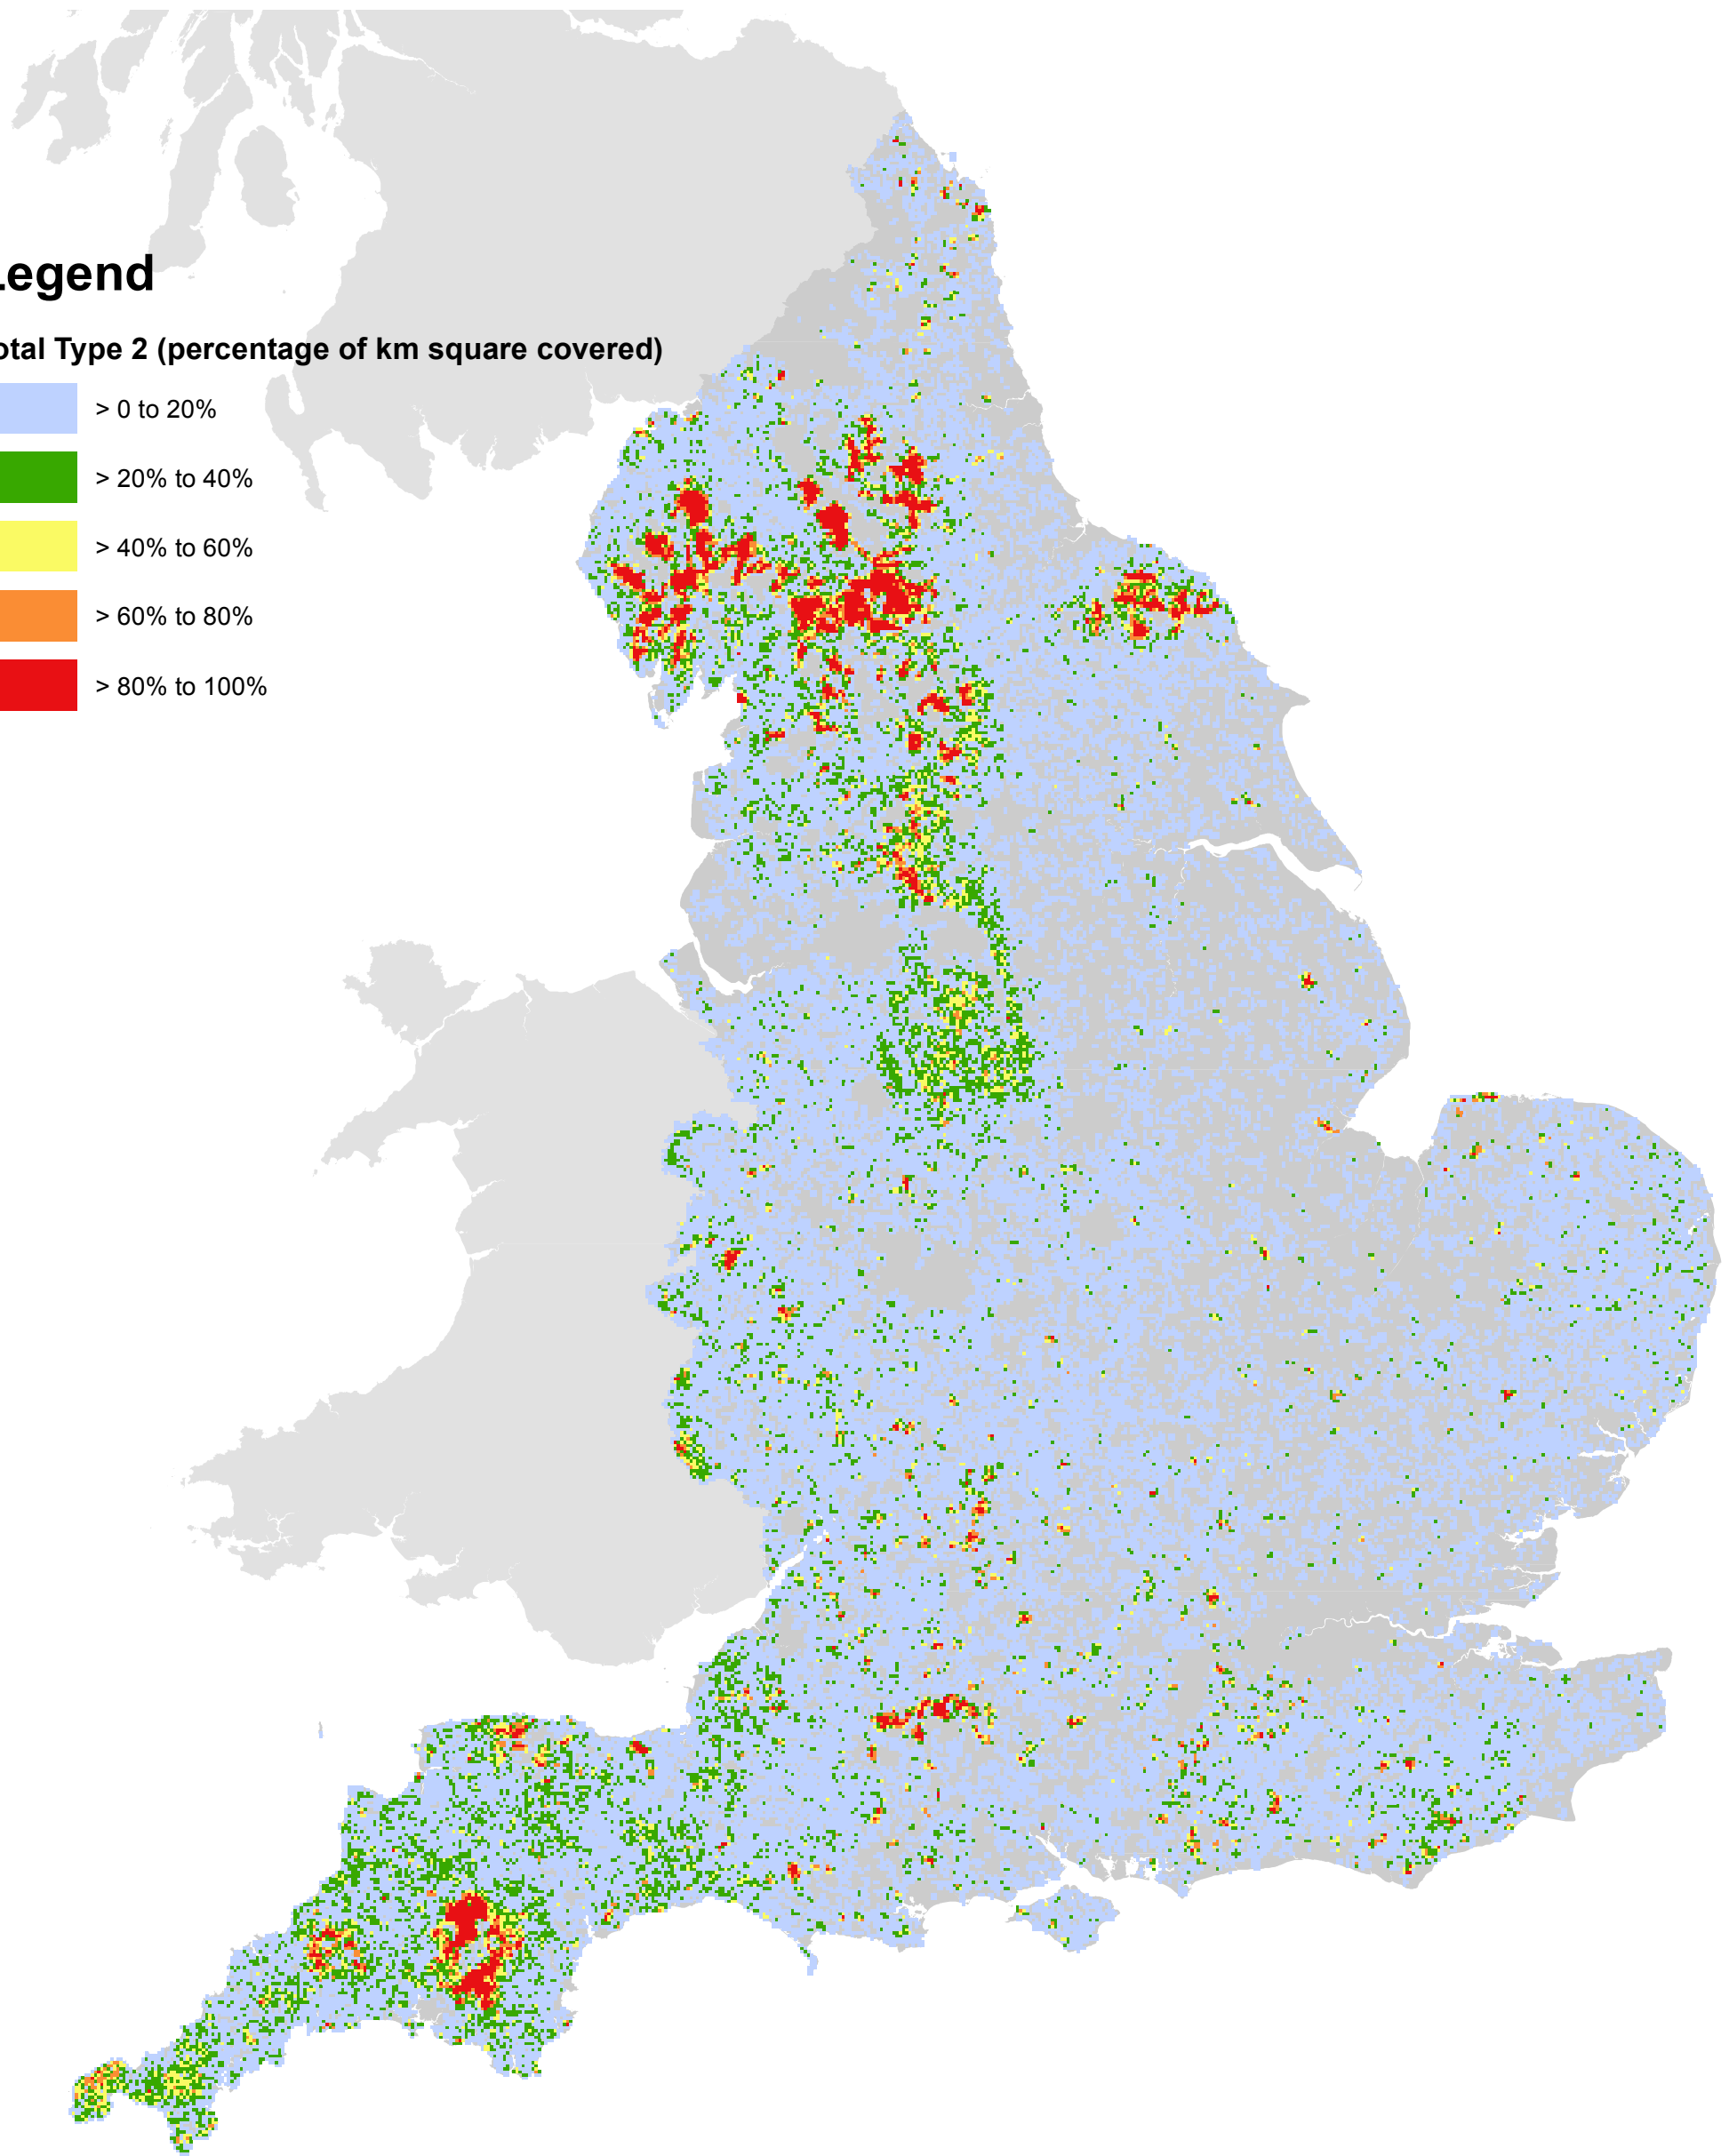 Legend
otal Type 2 (percentage of km square covered)
> 0 to 20%
> 20% to 40%
> 40% to 60%
> 60% to 80%
> 80% to 100%